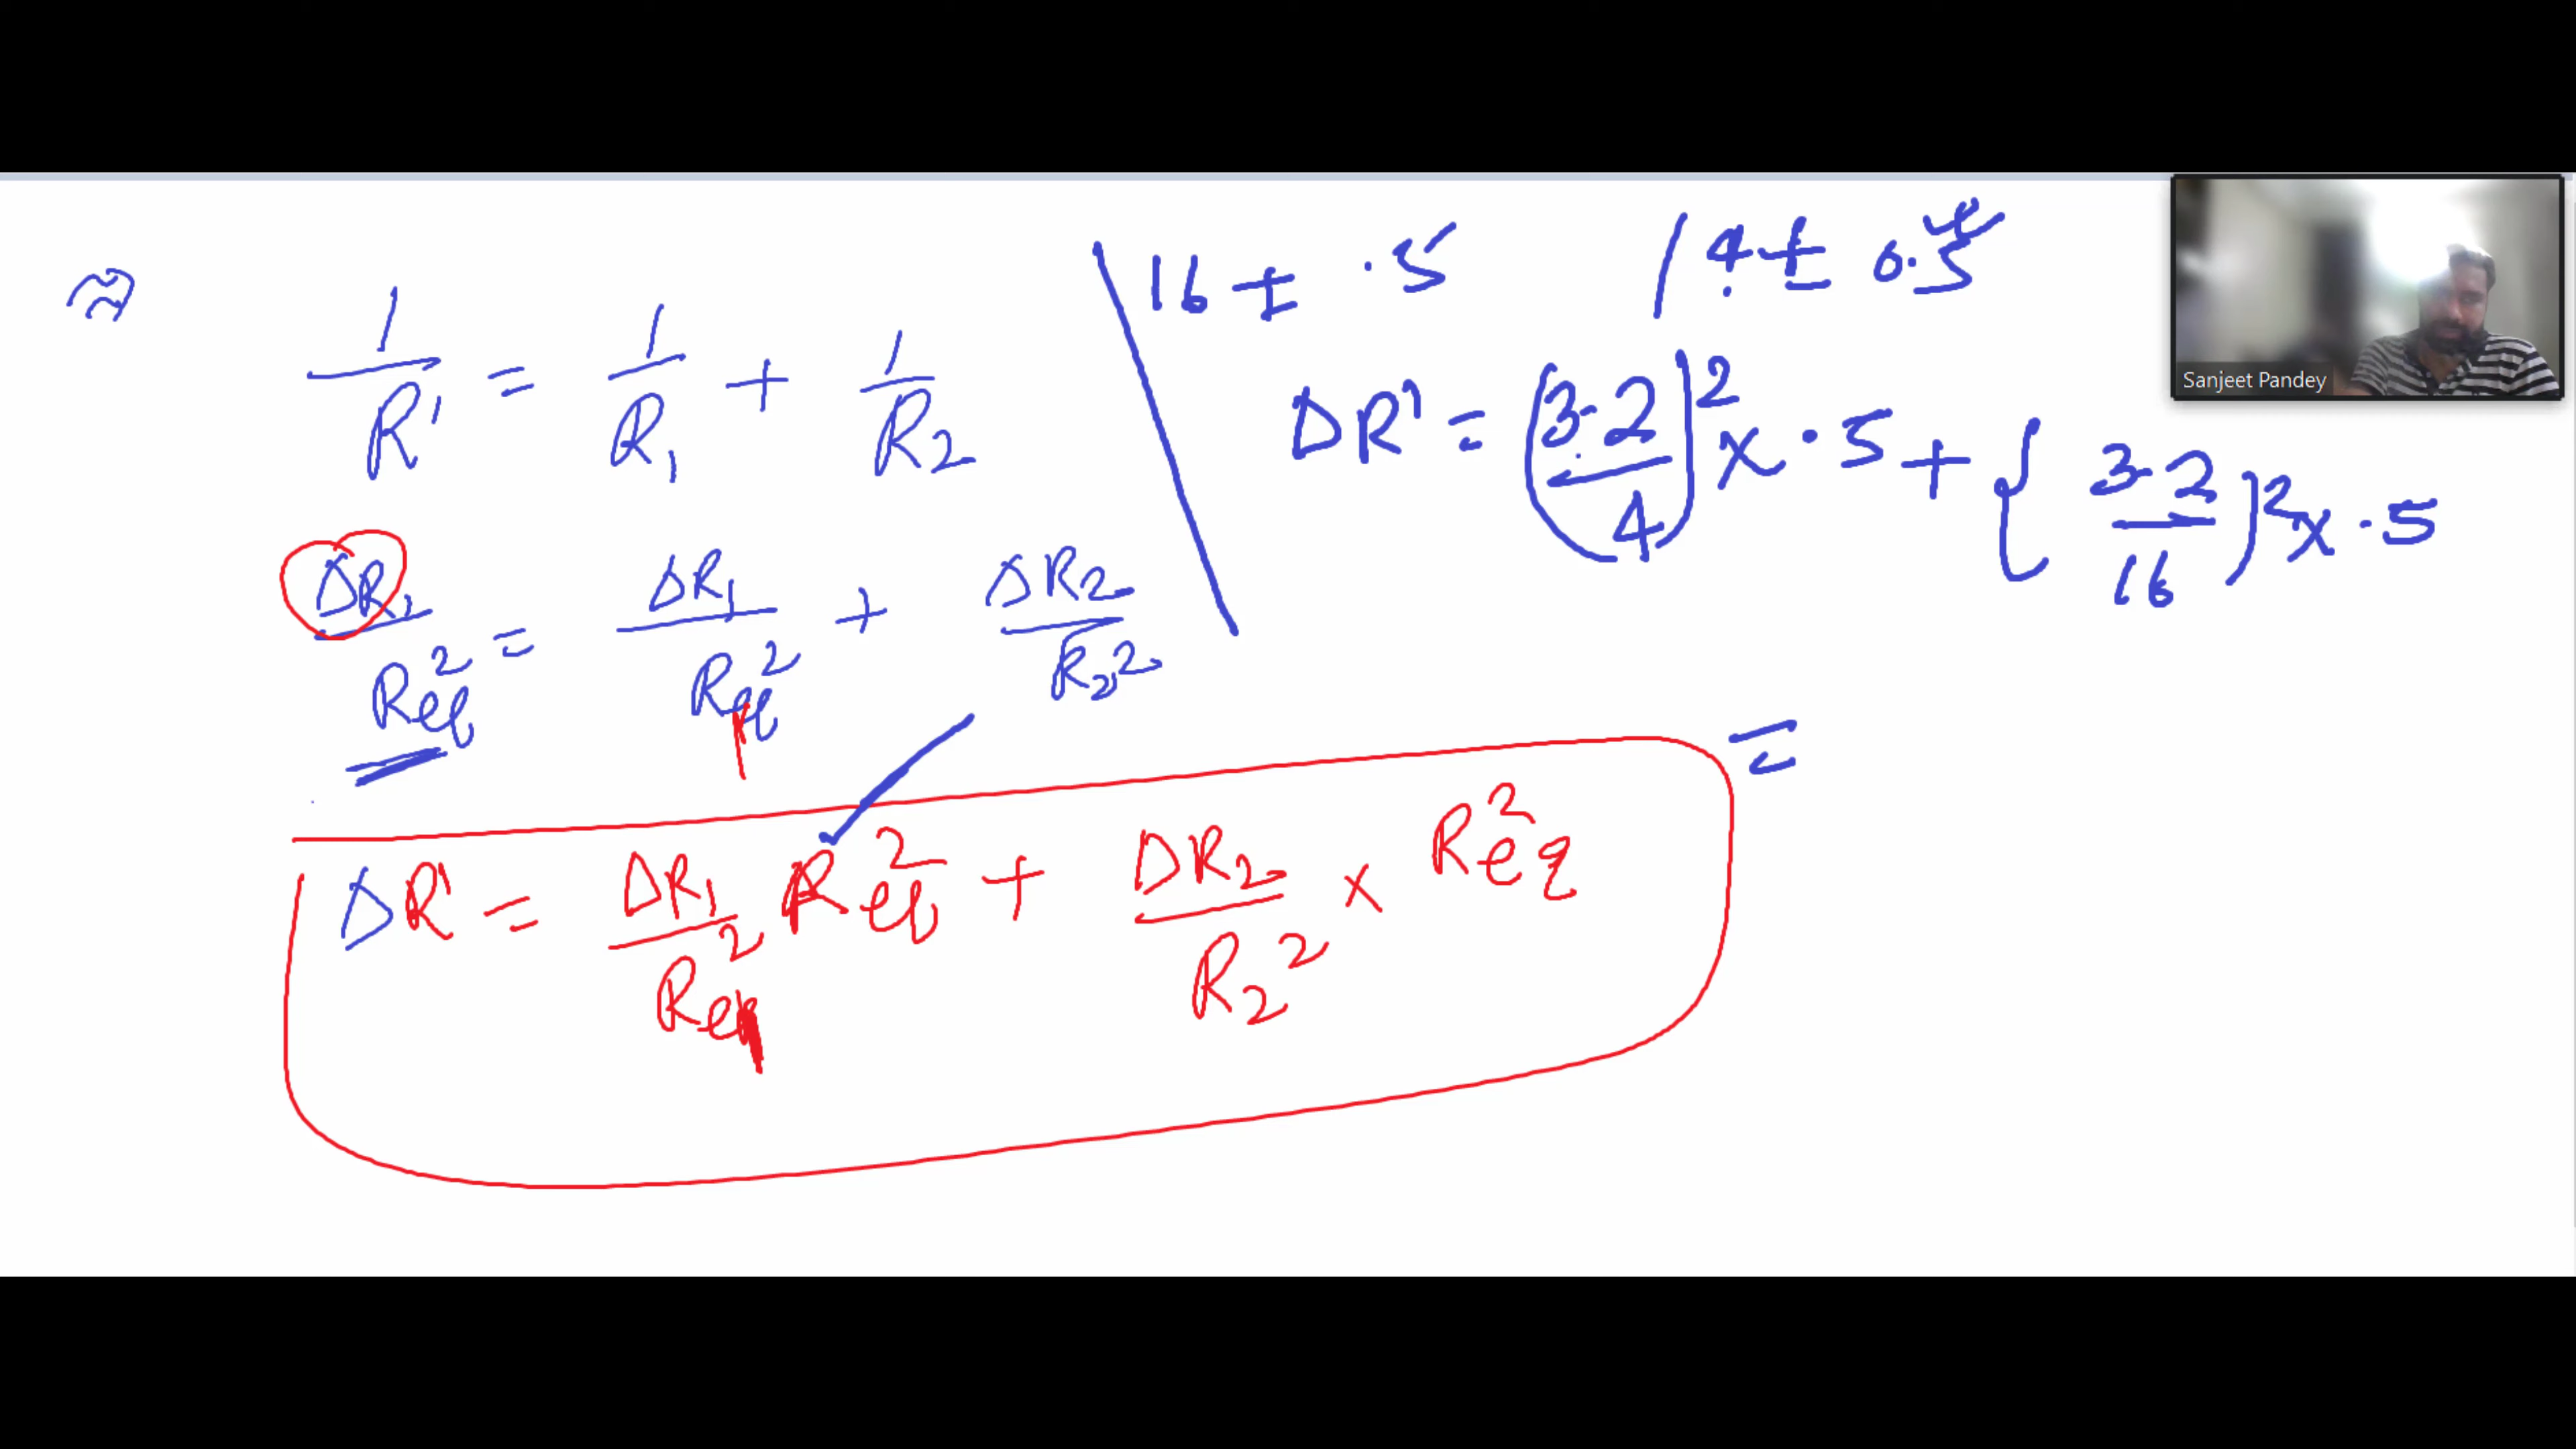 1/R' = 1/R1 + 1/R2
ΔR2/Req² = ΔR1/Req² + ΔR2/R2²
ΔR' = ΔR1/Req² Req² + ΔR2/R2² × Req²
16 ± .5 | 4 ± 0.5
ΔR' = (3.2/4)² × .5 + {3.2/16)² × .5
=
Sanjeet Pandey